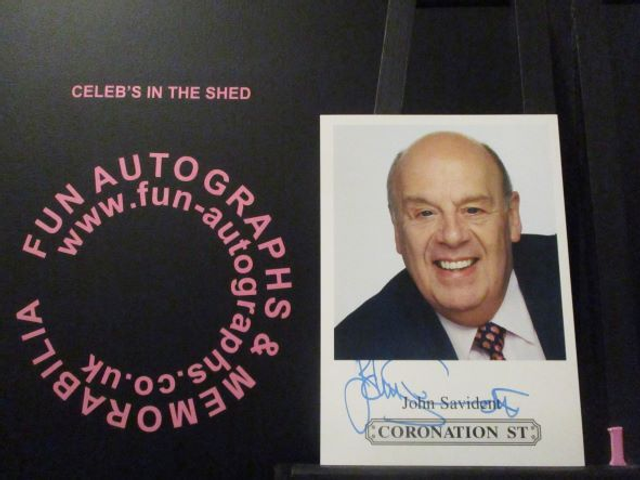 CELEB'S IN THE SHED
FUN AUTOGRAPHS & MEMORABILIA
www.fun-autographs.co.uk
John Savident
CORONATION ST